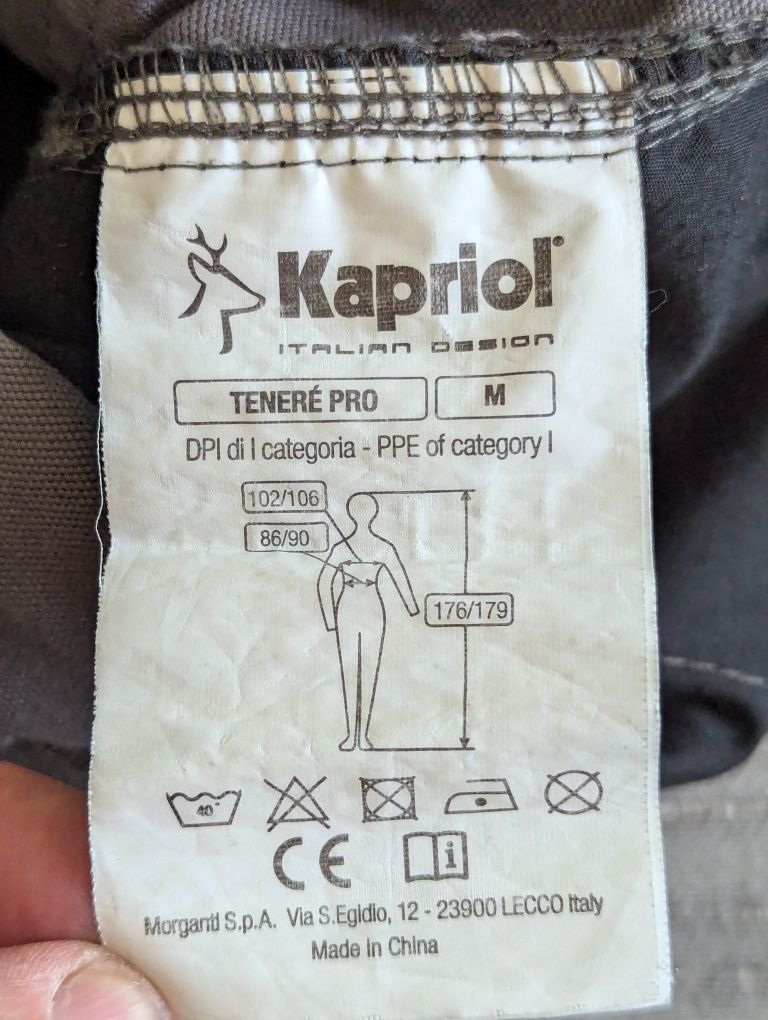 Kapriol®
ITALIAN DESIGN
TENERÉ PRO M
DPI di I categoria - PPE of category I
102/106
86/90
176/179
40°
CE i
Morganti S.p.A. Via S.Egidio, 12 - 23900 LECCO Italy
Made in China